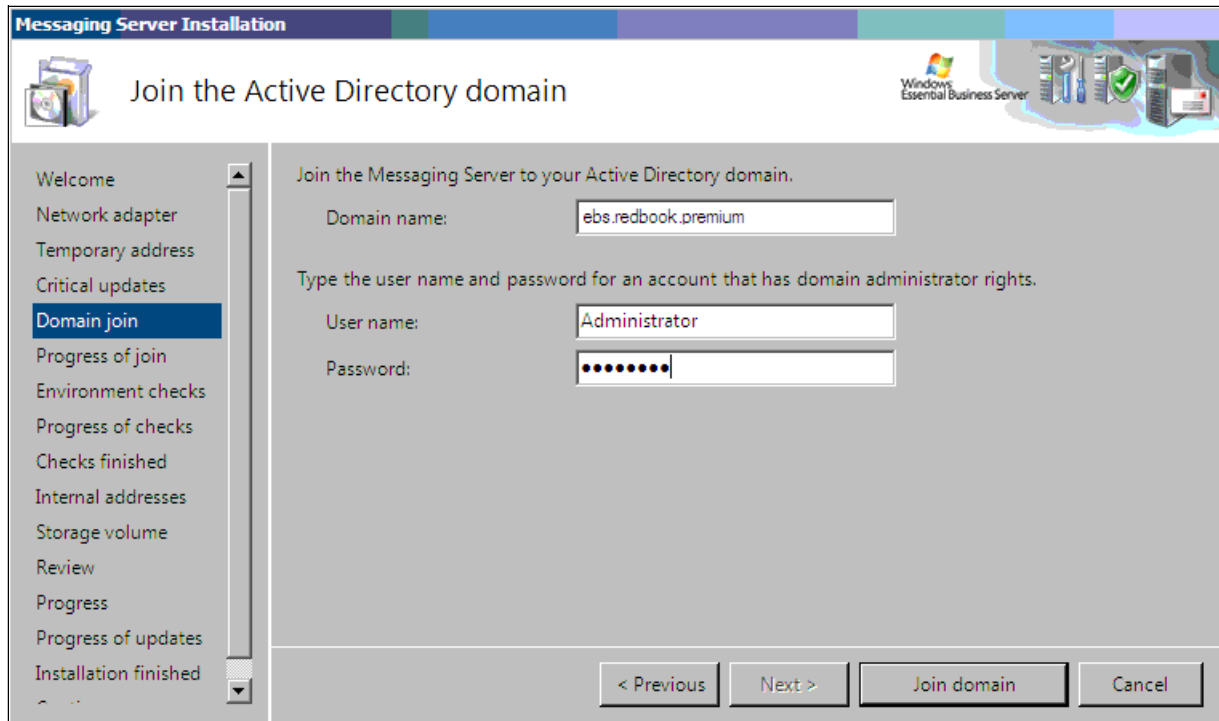 Messaging Server Installation
Join the Active Directory domain
Windows
Essential Business Server
Welcome
Network adapter
Temporary address
Critical updates
Domain join
Progress of join
Environment checks
Progress of checks
Checks finished
Internal addresses
Storage volume
Review
Progress
Progress of updates
Installation finished
Join the Messaging Server to your Active Directory domain.
Domain name: ebs.redbook.premium
Type the user name and password for an account that has domain administrator rights.
User name: Administrator
Password: ●●●●●●●●
< Previous Next > Join domain Cancel